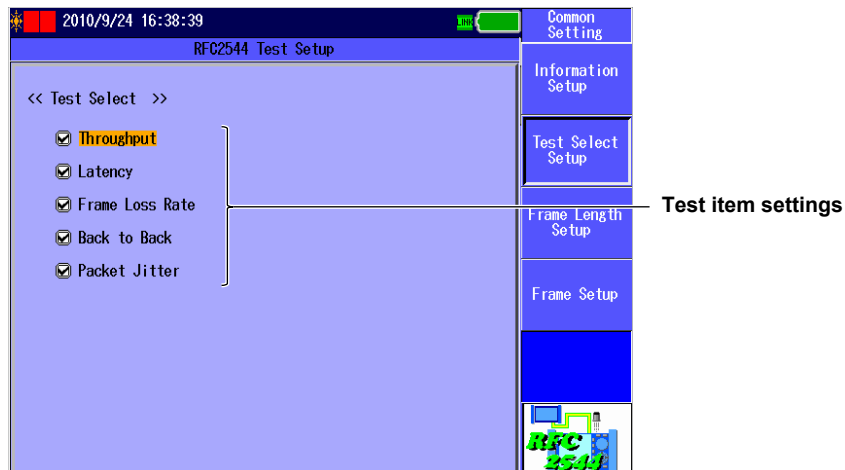 2010/9/24 16:38:39
LINK
RFC2544 Test Setup
<< Test Select >>
Throughput
Latency
Frame Loss Rate
Back to Back
Packet Jitter
Common
Setting
Information
Setup
Test Select
Setup
Frame Length
Setup
Frame Setup
RFC
2544
Test item settings